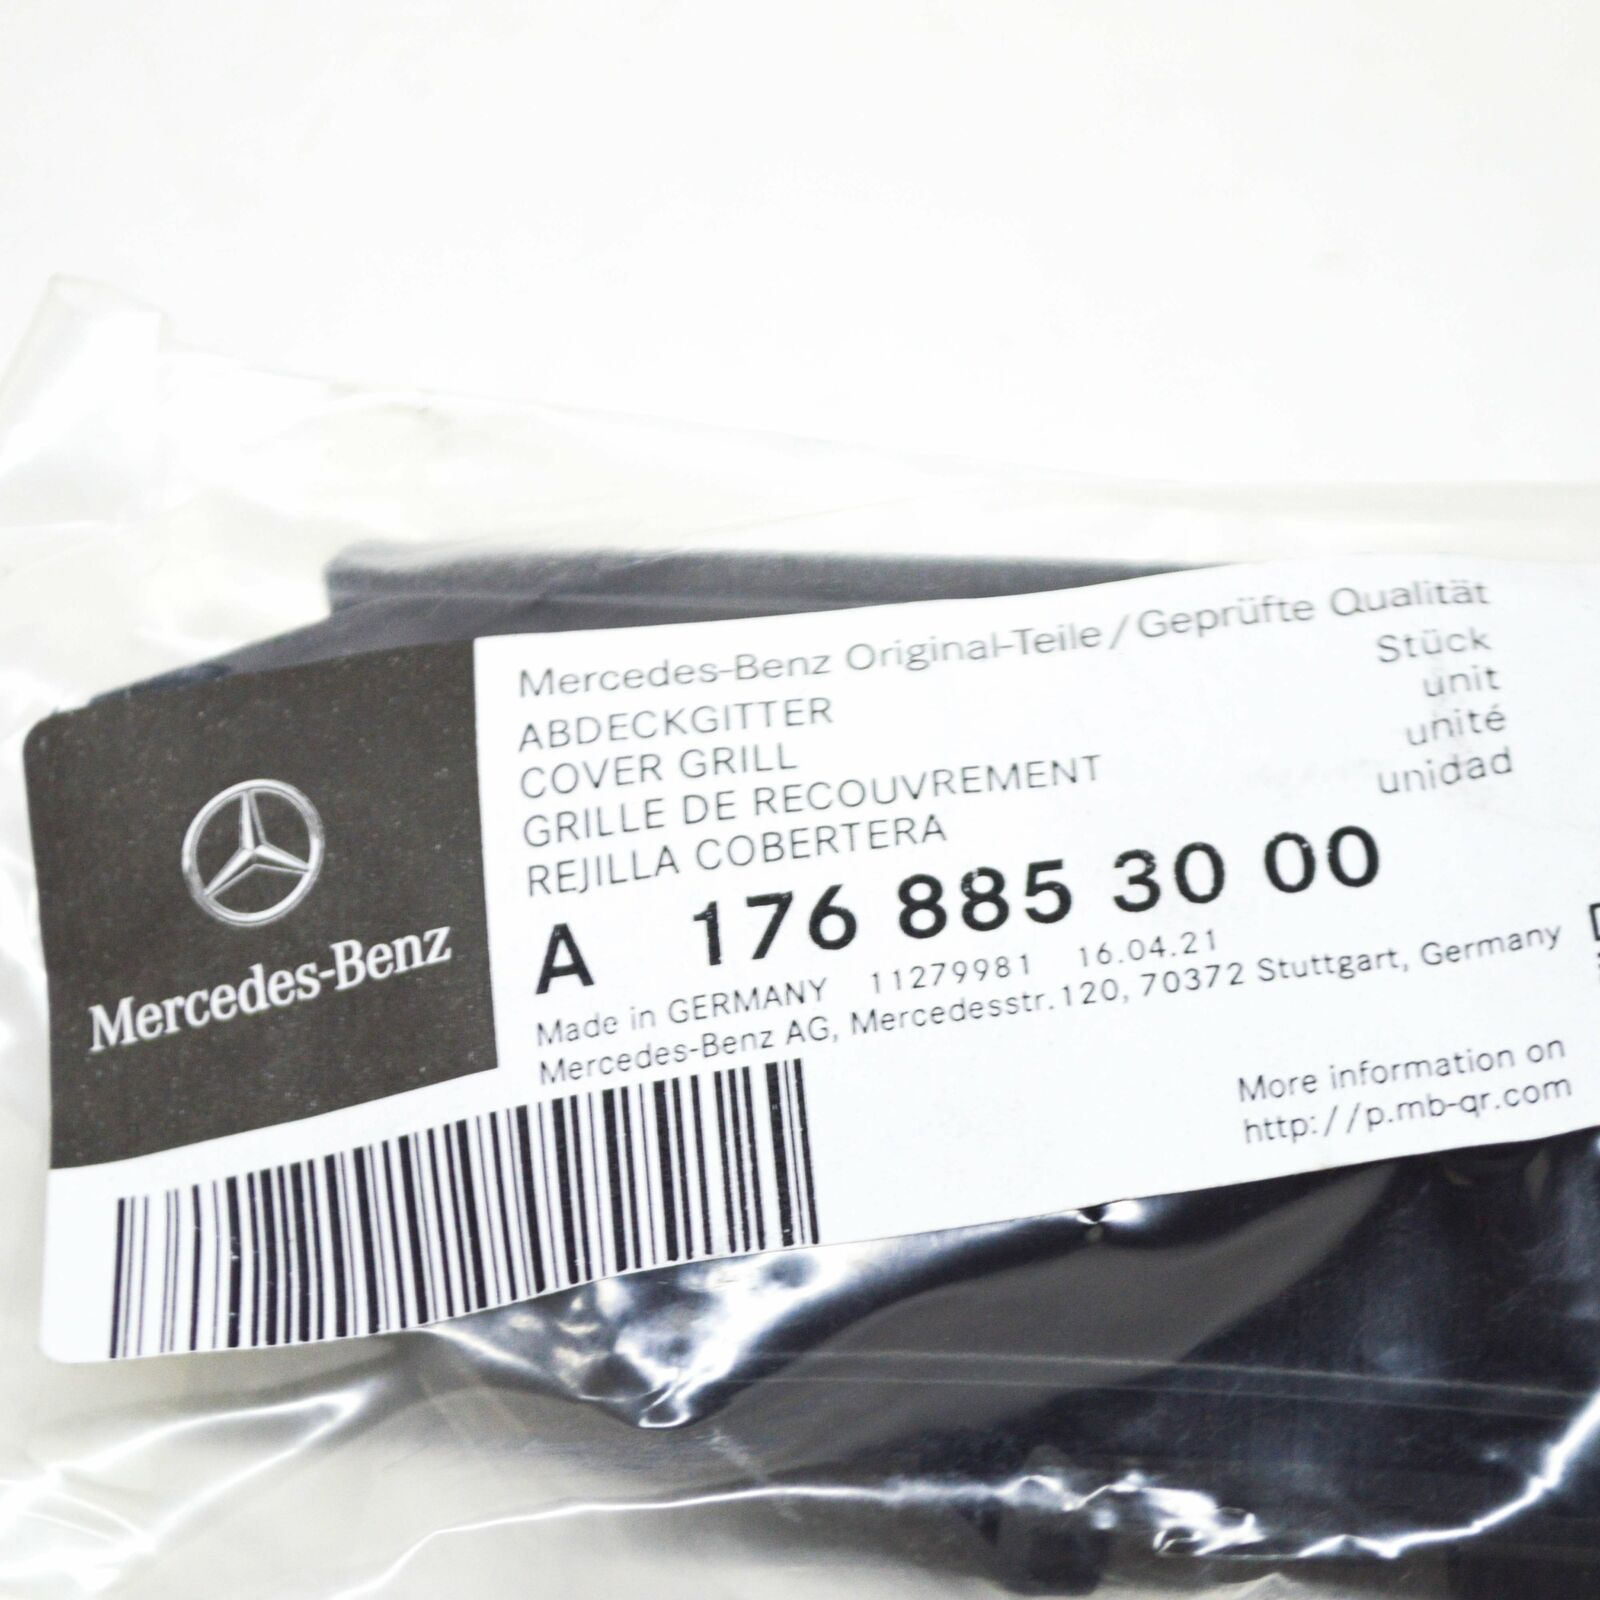 Mercedes-Benz
Mercedes-Benz Original-Teile/Geprüfte Qualität
ABDECKGITTER Stück
COVER GRILL unit
GRILLE DE RECOUVREMENT unité
REJILLA COBERTERA unidad
A 176 885 30 00
Made in GERMANY 11279981 16.04.21
Mercedes-Benz AG, Mercedesstr. 120, 70372 Stuttgart, Germany
More information on
http://p.mb-qr.com